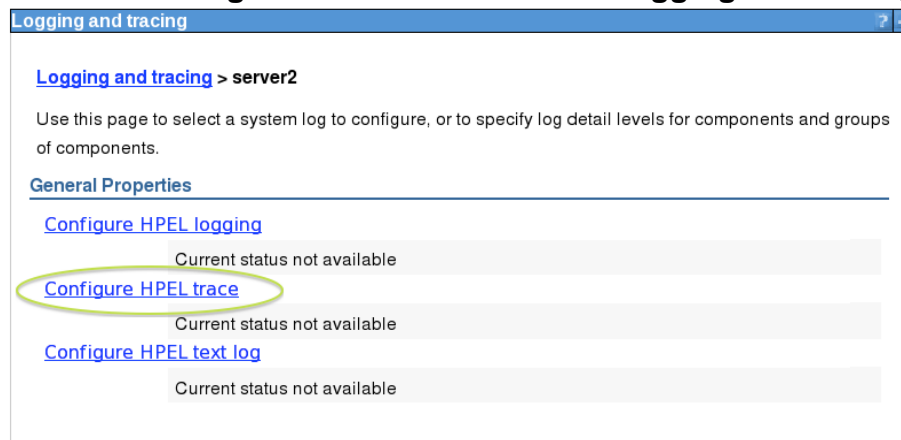 Logging and tracing ?
Logging and tracing > server2
Use this page to select a system log to configure, or to specify log detail levels for components and groups
of components.
General Properties
Configure HPEL logging
Current status not available
Configure HPEL trace
Current status not available
Configure HPEL text log
Current status not available